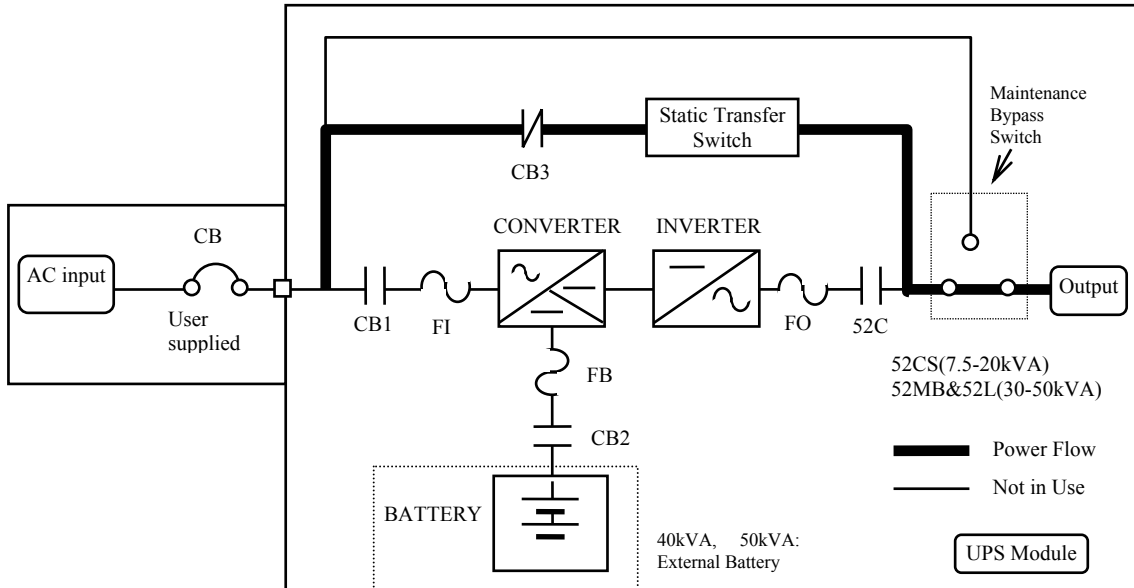 Maintenance
Bypass
Switch
Static Transfer
Switch
CB3
CB
AC input
User
supplied
CONVERTER
INVERTER
CB1
FI
FO
52C
Output
FB
52CS(7.5-20kVA)
52MB&52L(30-50kVA)
CB2
Power Flow
Not in Use
BATTERY
40kVA, 50kVA:
External Battery
UPS Module